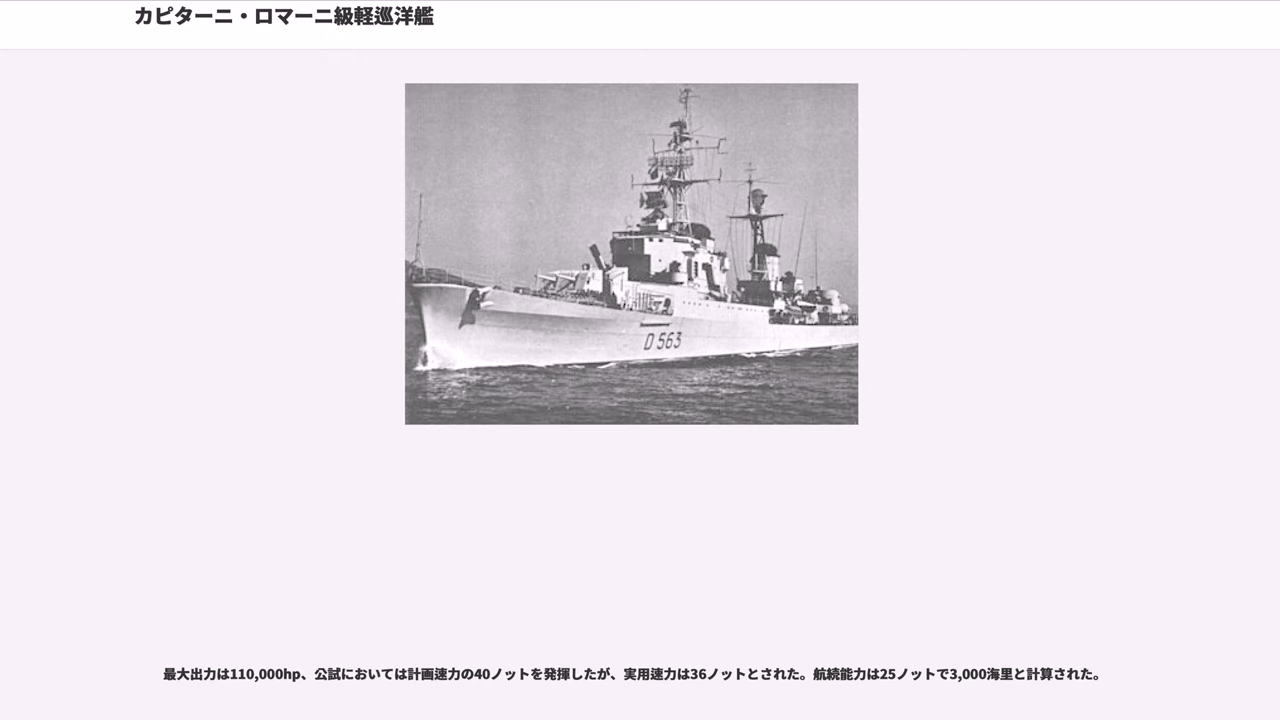 カピターニ・ロマーニ級軽巡洋艦
D 563
最大出力は110,000hp、公試においては計画速力の40ノットを発揮したが、実用速力は36ノットとされた。航続能力は25ノットで3,000海里と計算された。